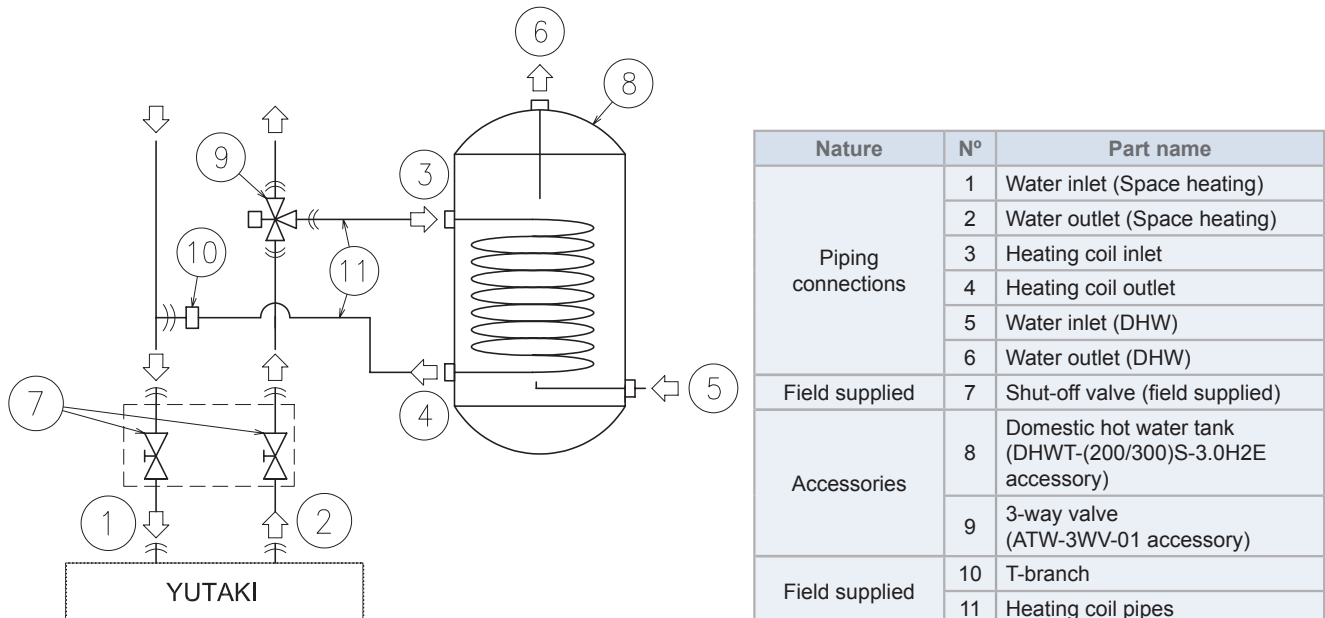 6
8
9
3
10
11
7
4
5
1
2
YUTAKI
Nature Nº Part name
Piping
connections
1 Water inlet (Space heating)
2 Water outlet (Space heating)
3 Heating coil inlet
4 Heating coil outlet
5 Water inlet (DHW)
6 Water outlet (DHW)
Field supplied 7 Shut-off valve (field supplied)
Accessories
8 Domestic hot water tank
(DHWT-(200/300)S-3.0H2E
accessory)
9 3-way valve
(ATW-3WV-01 accessory)
Field supplied
10 T-branch
11 Heating coil pipes